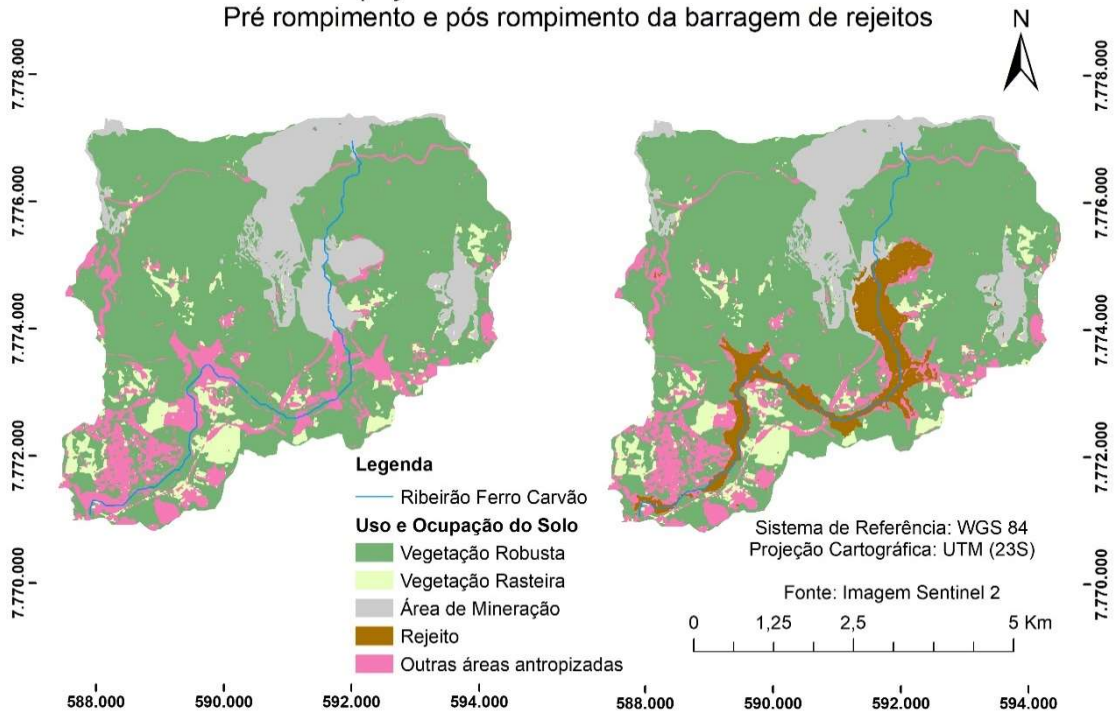 Pré rompimento e pós rompimento da barragem de rejeitos
N
7.778.000
7.776.000
7.774.000
7.772.000
7.770.000
7.778.000
7.776.000
7.774.000
7.772.000
7.770.000
Legenda
Ribeirão Ferro Carvão
Uso e Ocupação do Solo
Vegetação Robusta
Vegetação Rasteira
Área de Mineração
Rejeito
Outras áreas antropizadas
Sistema de Referência: WGS 84
Projeção Cartográfica: UTM (23S)
Fonte: Imagem Sentinel 2
0 1,25 2,5 5 Km
588.000 590.000 592.000 594.000
588.000 590.000 592.000 594.000